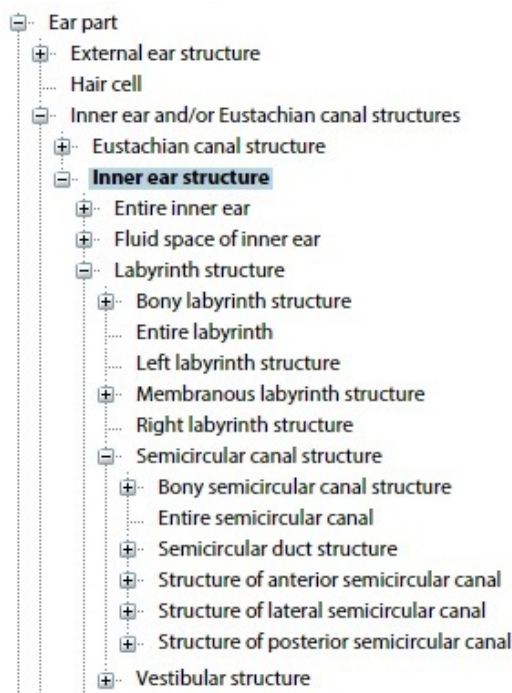 Ear part
External ear structure
Hair cell
Inner ear and/or Eustachian canal structures
Eustachian canal structure
Inner ear structure
Entire inner ear
Fluid space of inner ear
Labyrinth structure
Bony labyrinth structure
Entire labyrinth
Left labyrinth structure
Membranous labyrinth structure
Right labyrinth structure
Semicircular canal structure
Bony semicircular canal structure
Entire semicircular canal
Semicircular duct structure
Structure of anterior semicircular canal
Structure of lateral semicircular canal
Structure of posterior semicircular canal
Vestibular structure